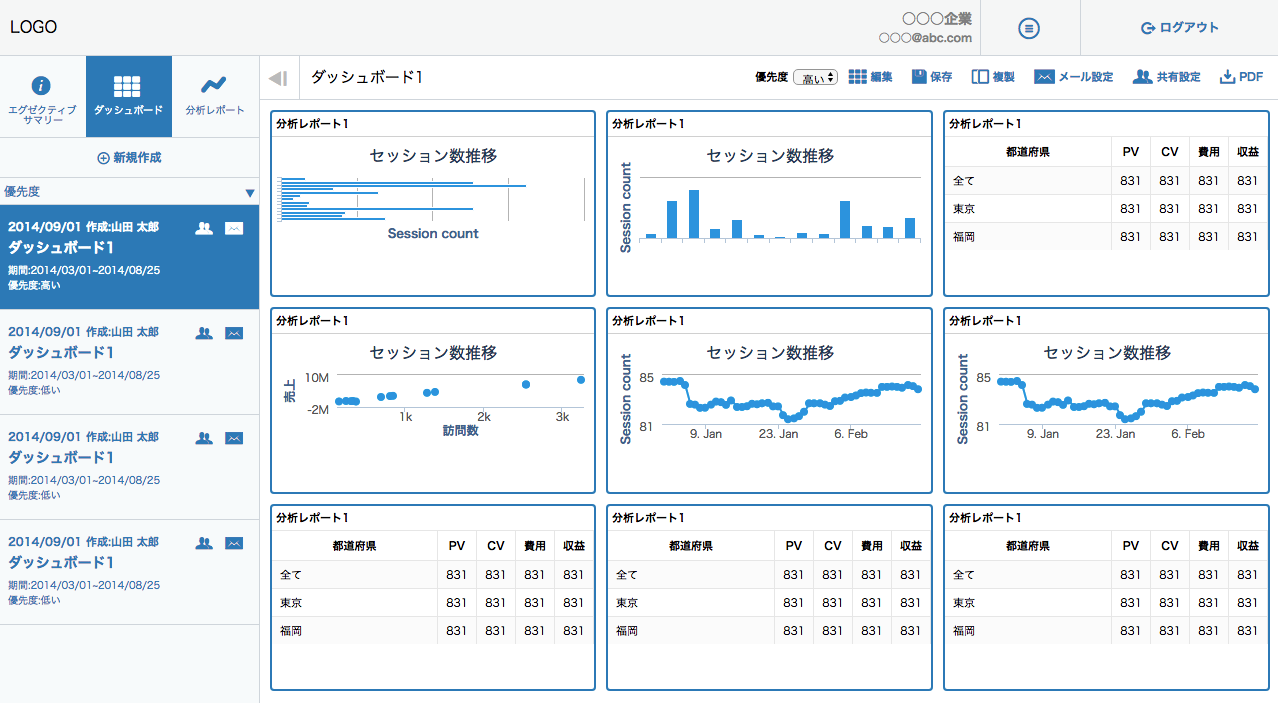 LOGO
○○○企業
○○○@abc.com
ログアウト
エグゼクティブ
サマリー
ダッシュボード
分析レポート
新規作成
優先度
2014/09/01 作成:山田 太郎
ダッシュボード1
期間:2014/03/01~2014/08/25
優先度:高い
2014/09/01 作成:山田 太郎
ダッシュボード1
期間:2014/03/01~2014/08/25
優先度:低い
2014/09/01 作成:山田 太郎
ダッシュボード1
期間:2014/03/01~2014/08/25
優先度:低い
2014/09/01 作成:山田 太郎
ダッシュボード1
期間:2014/03/01~2014/08/25
優先度:低い
ダッシュボード1
優先度 高い 編集 保存 複製 メール設定 共有設定 PDF
分析レポート1
セッション数推移
Session count
分析レポート1
セッション数推移
Session count
分析レポート1
都道府県 PV CV 費用 収益
全て 831 831 831 831
東京 831 831 831 831
福岡 831 831 831 831
分析レポート1
セッション数推移
売上
10M
-2M
1k 2k 3k
訪問数
分析レポート1
セッション数推移
Session count
85
81
9. Jan 23. Jan 6. Feb
分析レポート1
セッション数推移
Session count
85
81
9. Jan 23. Jan 6. Feb
分析レポート1
都道府県 PV CV 費用 収益
全て 831 831 831 831
東京 831 831 831 831
福岡 831 831 831 831
分析レポート1
都道府県 PV CV 費用 収益
全て 831 831 831 831
東京 831 831 831 831
福岡 831 831 831 831
分析レポート1
都道府県 PV CV 費用 収益
全て 831 831 831 831
東京 831 831 831 831
福岡 831 831 831 831